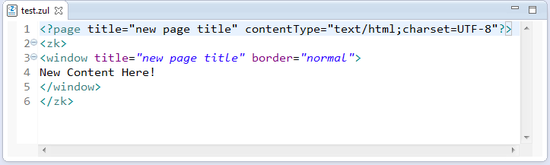 test.zul
1 <?page title="new page title" contentType="text/html;charset=UTF-8"?>
2 <zk>
3 <window title="new page title" border="normal">
4 New Content Here!
5 </window>
6 </zk>